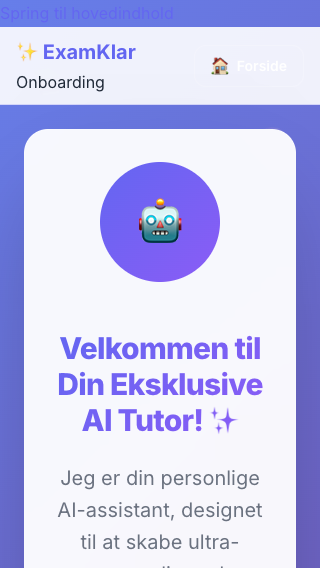 Spring til hovedindhold
✨ ExamKlar
Onboarding
🏠 Forside
Velkommen til
Din Eksklusive
AI Tutor! ✨
Jeg er din personlige
AI-assistant, designet
til at skabe ultra-